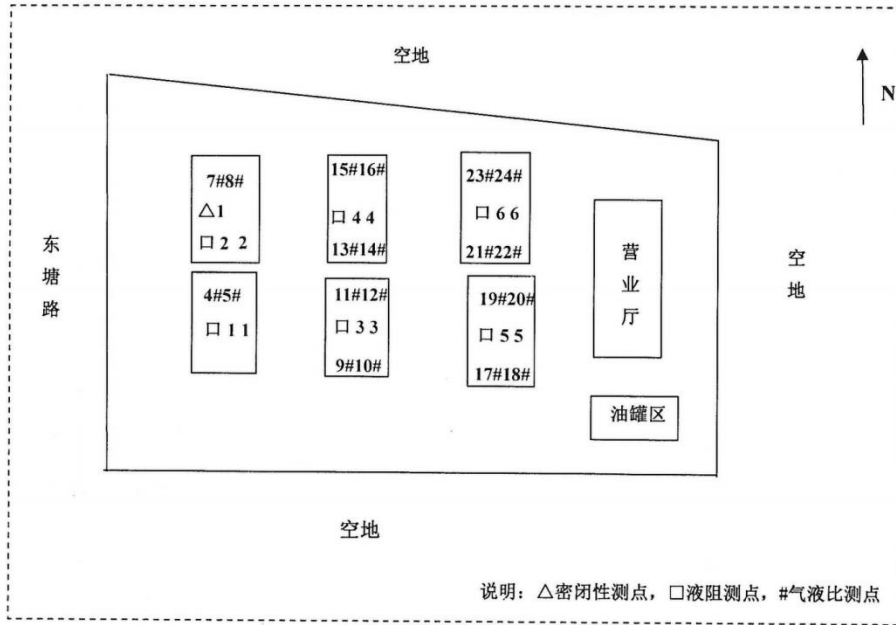 空地
N
7#8#
△1
口2 2
15#16#
口4 4
13#14#
23#24#
口6 6
21#22#
东塘路
营业厅
空地
4#5#
口1 1
11#12#
口3 3
9#10#
19#20#
口5 5
17#18#
油罐区
空地
说明：△密闭性测点，口液阻测点，#气液比测点